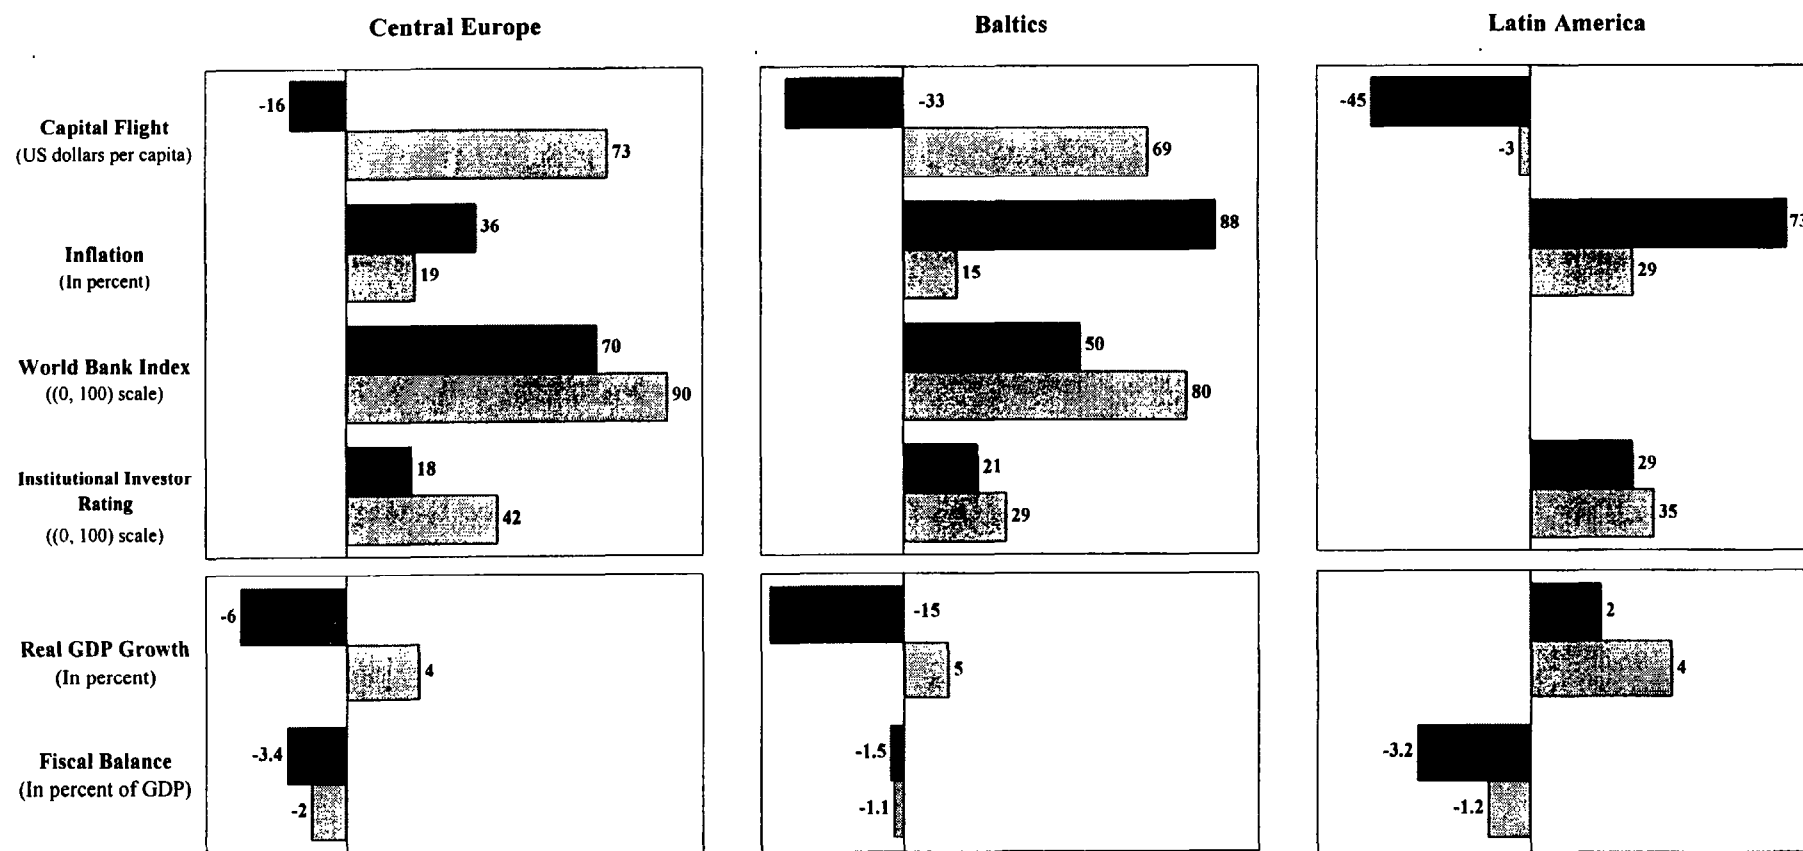 Central Europe
Baltics
Latin America
Capital Flight
(US dollars per capita)
-16
73
-33
69
-45
-3
Inflation
(In percent)
36
19
88
15
73
29
World Bank Index
((0, 100) scale)
70
90
50
80
Institutional Investor
Rating
((0, 100) scale)
18
42
21
29
29
35
Real GDP Growth
(In percent)
-6
4
-15
5
2
4
Fiscal Balance
(In percent of GDP)
-3.4
-2
-1.5
-1.1
-3.2
-1.2